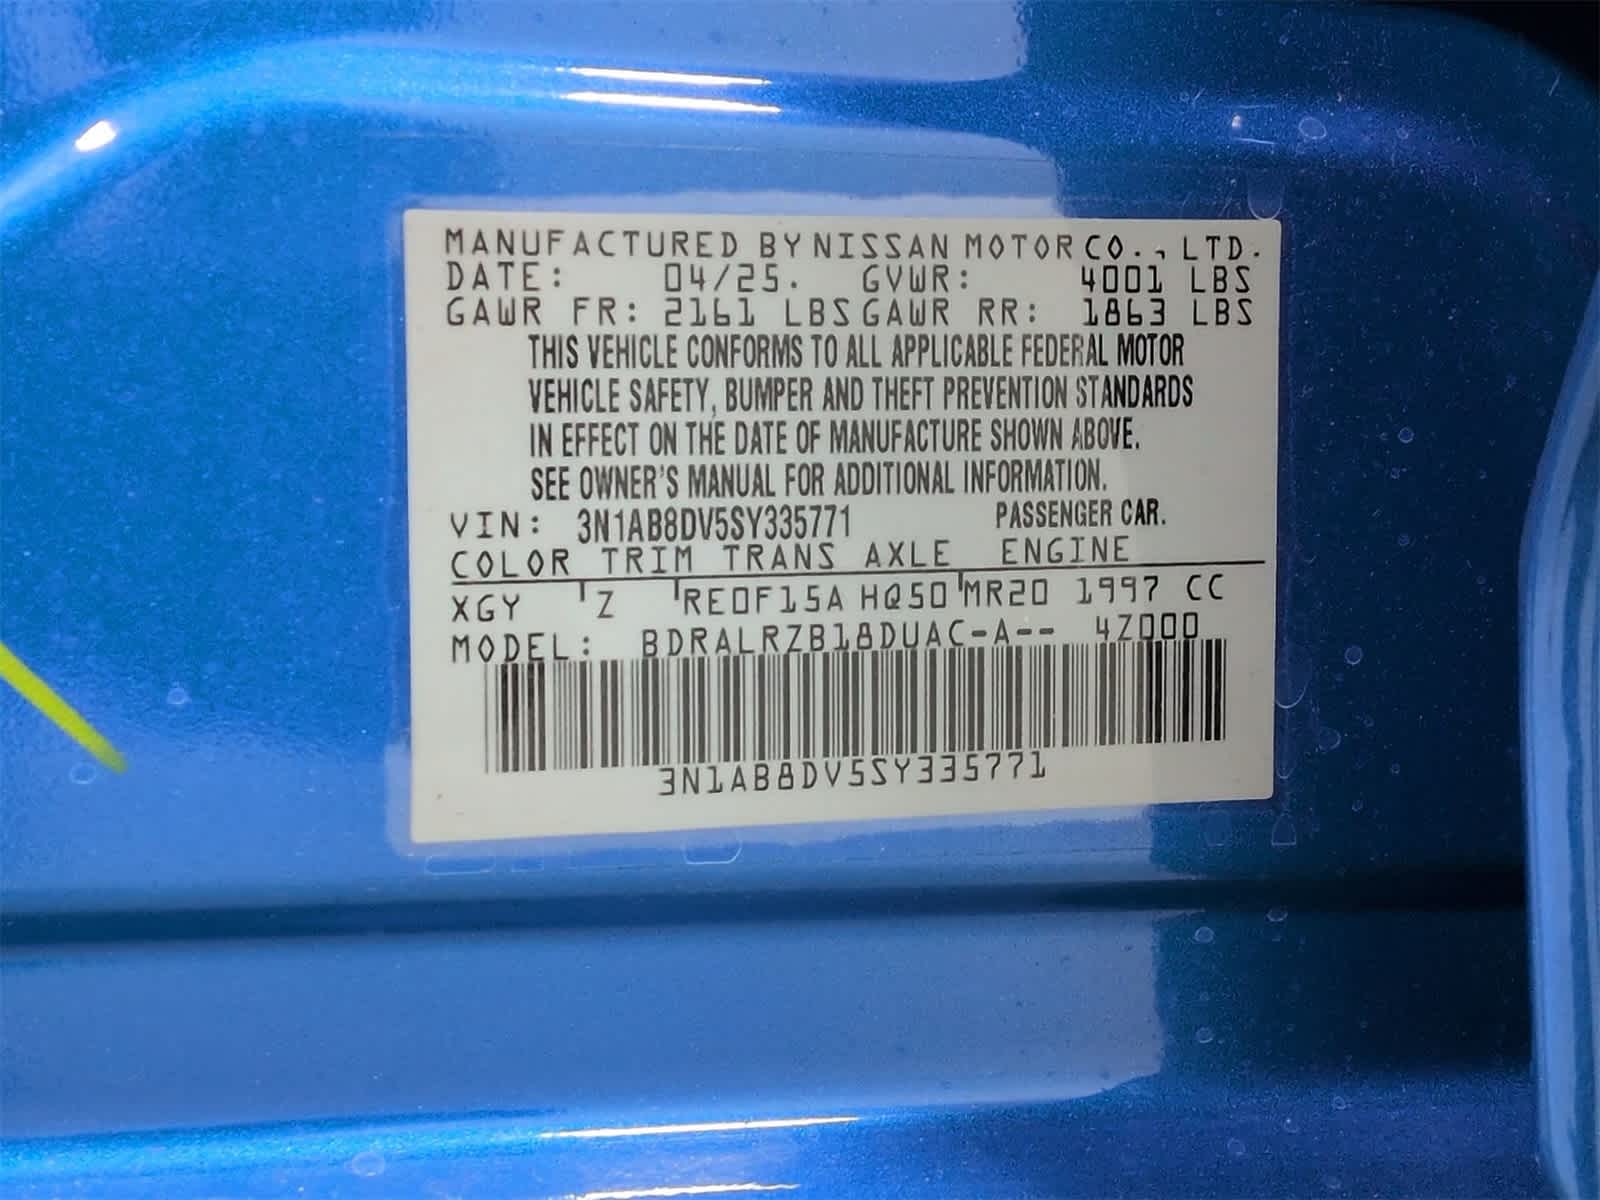 MANUFACTURED BY NISSAN MOTOR CO., LTD.
DATE: 04/25. GVWR: 4001 LBS
GAWR FR: 2161 LBS GAWR RR: 1863 LBS
THIS VEHICLE CONFORMS TO ALL APPLICABLE FEDERAL MOTOR
VEHICLE SAFETY, BUMPER AND THEFT PREVENTION STANDARDS
IN EFFECT ON THE DATE OF MANUFACTURE SHOWN ABOVE.
SEE OWNER'S MANUAL FOR ADDITIONAL INFORMATION.
VIN: 3N1AB8DV5SY335771 PASSENGER CAR.
COLOR TRIM TRANS AXLE ENGINE
XGY Z RE0F15A HQ50 MR20 1997 CC
MODEL: BDRALRZB18DUAC-A-- 4Z000
3N1AB8DV5SY335771